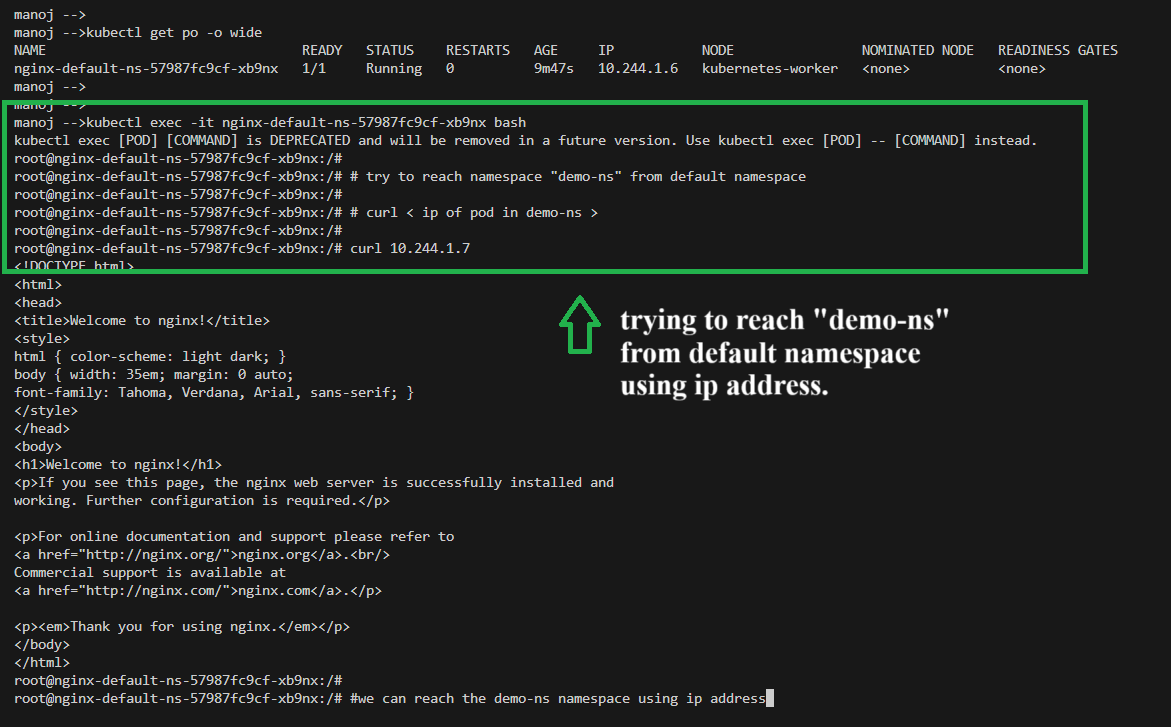 manoj -->
manoj -->kubectl get po -o wide
NAME READY STATUS RESTARTS AGE IP NODE NOMINATED NODE READINESS GATES
nginx-default-ns-57987fc9cf-xb9nx 1/1 Running 0 9m47s 10.244.1.6 kubernetes-worker <none> <none>
manoj -->
manoj -->
manoj -->kubectl exec -it nginx-default-ns-57987fc9cf-xb9nx bash
kubectl exec [POD] [COMMAND] is DEPRECATED and will be removed in a future version. Use kubectl exec [POD] -- [COMMAND] instead.
root@nginx-default-ns-57987fc9cf-xb9nx:/#
root@nginx-default-ns-57987fc9cf-xb9nx:/# # try to reach namespace "demo-ns" from default namespace
root@nginx-default-ns-57987fc9cf-xb9nx:/#
root@nginx-default-ns-57987fc9cf-xb9nx:/# # curl < ip of pod in demo-ns >
root@nginx-default-ns-57987fc9cf-xb9nx:/#
root@nginx-default-ns-57987fc9cf-xb9nx:/# curl 10.244.1.7
<!DOCTYPE html>
<html>
<head>
<title>Welcome to nginx!</title>
<style>
html { color-scheme: light dark; }
body { width: 35em; margin: 0 auto;
font-family: Tahoma, Verdana, Arial, sans-serif; }
</style>
</head>
<body>
<h1>Welcome to nginx!</h1>
<p>If you see this page, the nginx web server is successfully installed and
working. Further configuration is required.</p>
<p>For online documentation and support please refer to
<a href="http://nginx.org/">nginx.org</a>.<br/>
Commercial support is available at
<a href="http://nginx.com/">nginx.com</a>.</p>
<p><em>Thank you for using nginx.</em></p>
</body>
</html>
root@nginx-default-ns-57987fc9cf-xb9nx:/#
root@nginx-default-ns-57987fc9cf-xb9nx:/# #we can reach the demo-ns namespace using ip address
trying to reach "demo-ns"
from default namespace
using ip address.